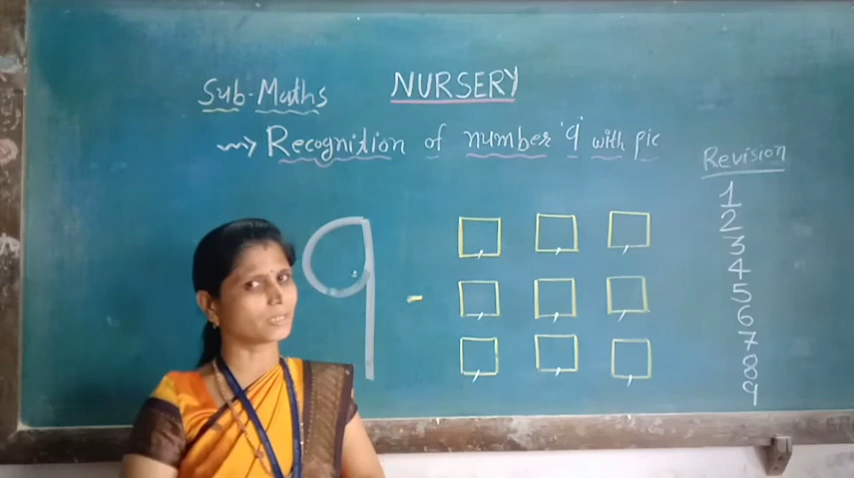 NURSERY
Sub-Maths
Recognition of number '9' with pic
Revision
9 -
1
2
3
4
5
6
7
8
9